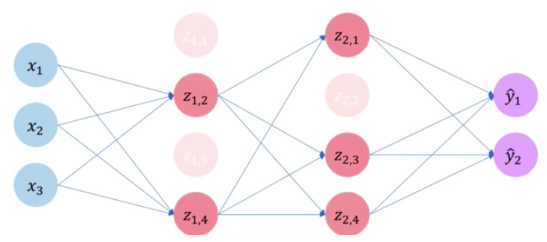 x₁
x₂
x₃
z₁,₁
z₁,₂
z₁,₃
z₁,₄
z₂,₁
z₂,₂
z₂,₃
z₂,₄
ŷ₁
ŷ₂